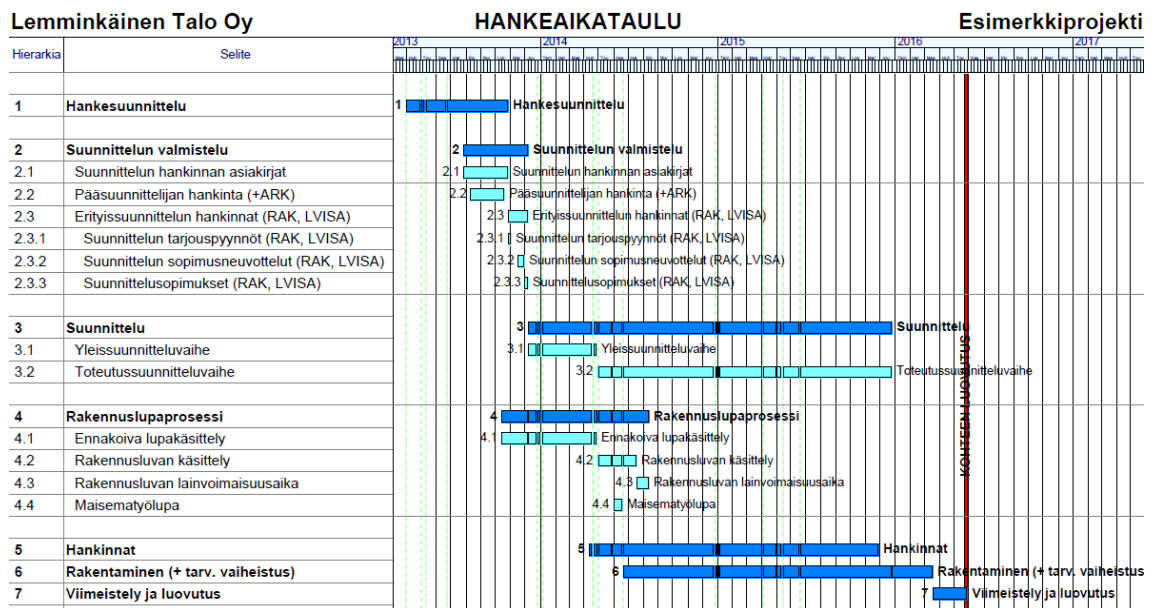 Lemminkäinen Talo Oy HANKEAIKATAULU Esimerkkiprojekti
Hierarkia Selite 2013 2014 2015 2016 2017
1 Hankesuunnittelu 1 Hankesuunnittelu
2 Suunnittelun valmistelu 2 Suunnittelun valmistelu
2.1 Suunnittelun hankinnan asiakirjat 2.1 Suunnittelun hankinnan asiakirjat
2.2 Pääsuunnittelijan hankinta (+ARK) 2.2 Pääsuunnittelijan hankinta (+ARK)
2.3 Erityissuunnittelun hankinnat (RAK, LVISA) 2.3 Erityissuunnittelun hankinnat (RAK, LVISA)
2.3.1 Suunnittelun tarjouspyynnöt (RAK, LVISA) 2.3.1 Suunnittelun tarjouspyynnöt (RAK, LVISA)
2.3.2 Suunnittelun sopimusneuvottelut (RAK, LVISA) 2.3.2 Suunnittelun sopimusneuvottelut (RAK, LVISA)
2.3.3 Suunnittelusopimukset (RAK, LVISA) 2.3.3 Suunnittelusopimukset (RAK, LVISA)
3 Suunnittelu 3 Suunnittelu
3.1 Yleissuunnitteluvaihe 3.1 Yleissuunnitteluvaihe
3.2 Toteutussuunnitteluvaihe 3.2 Toteutussuunnitteluvaihe
KOHTEEN LUOVUTUS
4 Rakennuslupaprosessi 4 Rakennuslupaprosessi
4.1 Ennakoiva lupakäsittely 4.1 Ennakoiva lupakäsittely
4.2 Rakennusluvan käsittely 4.2 Rakennusluvan käsittely
4.3 Rakennusluvan lainvoimaisuusaika 4.3 Rakennusluvan lainvoimaisuusaika
4.4 Maisematyölupa 4.4 Maisematyölupa
5 Hankinnat 5 Hankinnat
6 Rakentaminen (+ tarv. vaiheistus) 6 Rakentaminen (+ tarv. vaiheistus
7 Viimeistely ja luovutus 7 Viimeistely ja luovutus